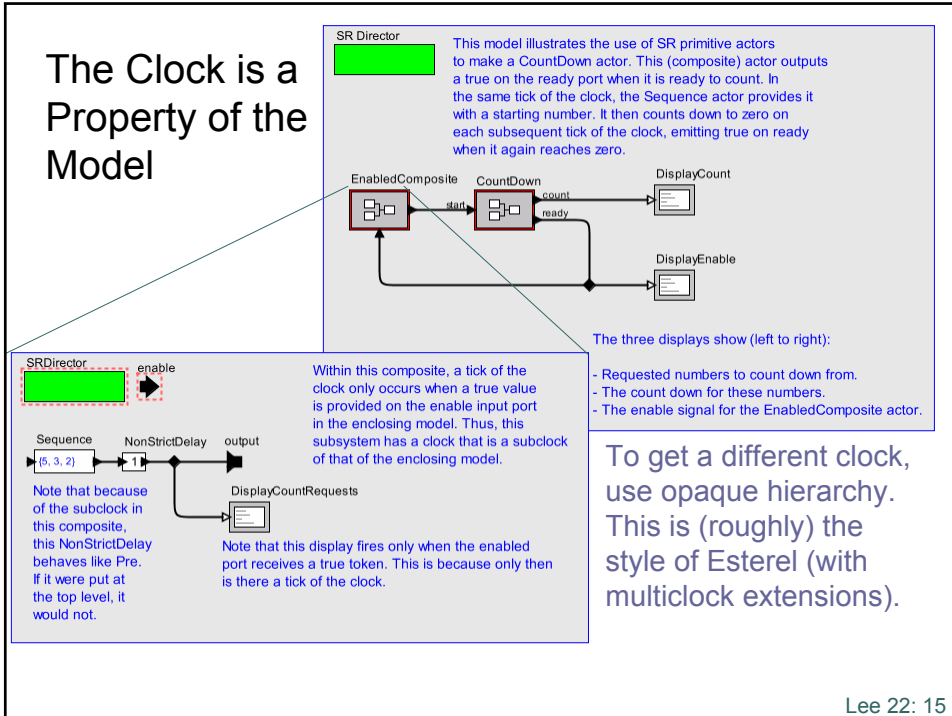 The Clock is a
Property of the
Model
SR Director
This model illustrates the use of SR primitive actors
to make a CountDown actor. This (composite) actor outputs
a true on the ready port when it is ready to count. In
the same tick of the clock, the Sequence actor provides it
with a starting number. It then counts down to zero on
each subsequent tick of the clock, emitting true on ready
when it again reaches zero.
EnabledComposite
CountDown
DisplayCount
start
count
ready
DisplayEnable
The three displays show (left to right):
- Requested numbers to count down from.
- The count down for these numbers.
- The enable signal for the EnabledComposite actor.
SRDirector
enable
Within this composite, a tick of the
clock only occurs when a true value
is provided on the enable input port
in the enclosing model. Thus, this
subsystem has a clock that is a subclock
of that of the enclosing model.
Sequence
NonStrictDelay
output
{5, 3, 2}
1
Note that because
of the subclock in
this composite,
this NonStrictDelay
behaves like Pre.
If it were put at
the top level, it
would not.
DisplayCountRequests
Note that this display fires only when the enabled
port receives a true token. This is because only then
is there a tick of the clock.
To get a different clock,
use opaque hierarchy.
This is (roughly) the
style of Esterel (with
multiclock extensions).
Lee 22: 15